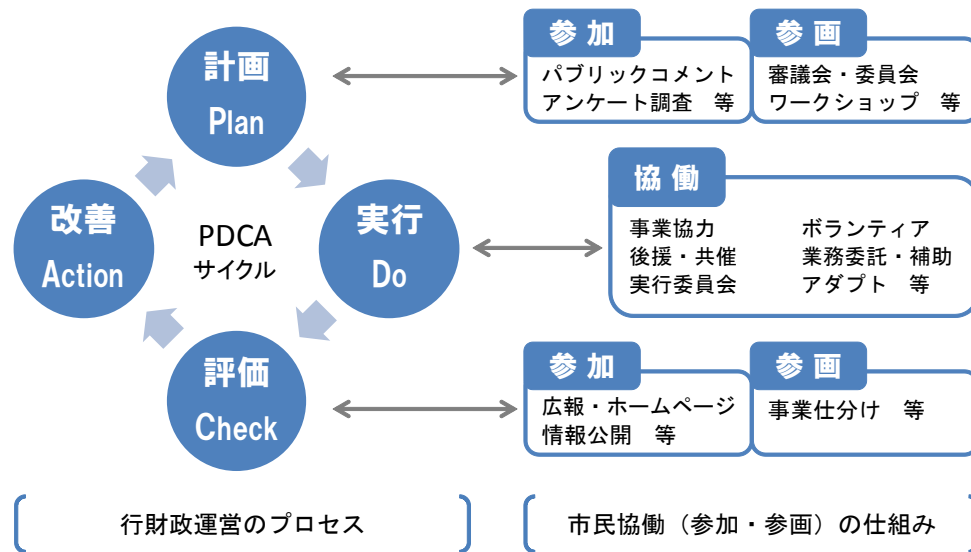 計画
Plan
実行
Do
評価
Check
改善
Action
PDCA
サイクル
参加
パブリックコメント
アンケート調査　等
参画
審議会・委員会
ワークショップ　等
協働
事業協力
後援・共催
実行委員会
ボランティア
業務委託・補助
アダプト　等
参加
広報・ホームページ
情報公開　等
参画
事業仕分け　等
行財政運営のプロセス
市民協働（参加・参画）の仕組み